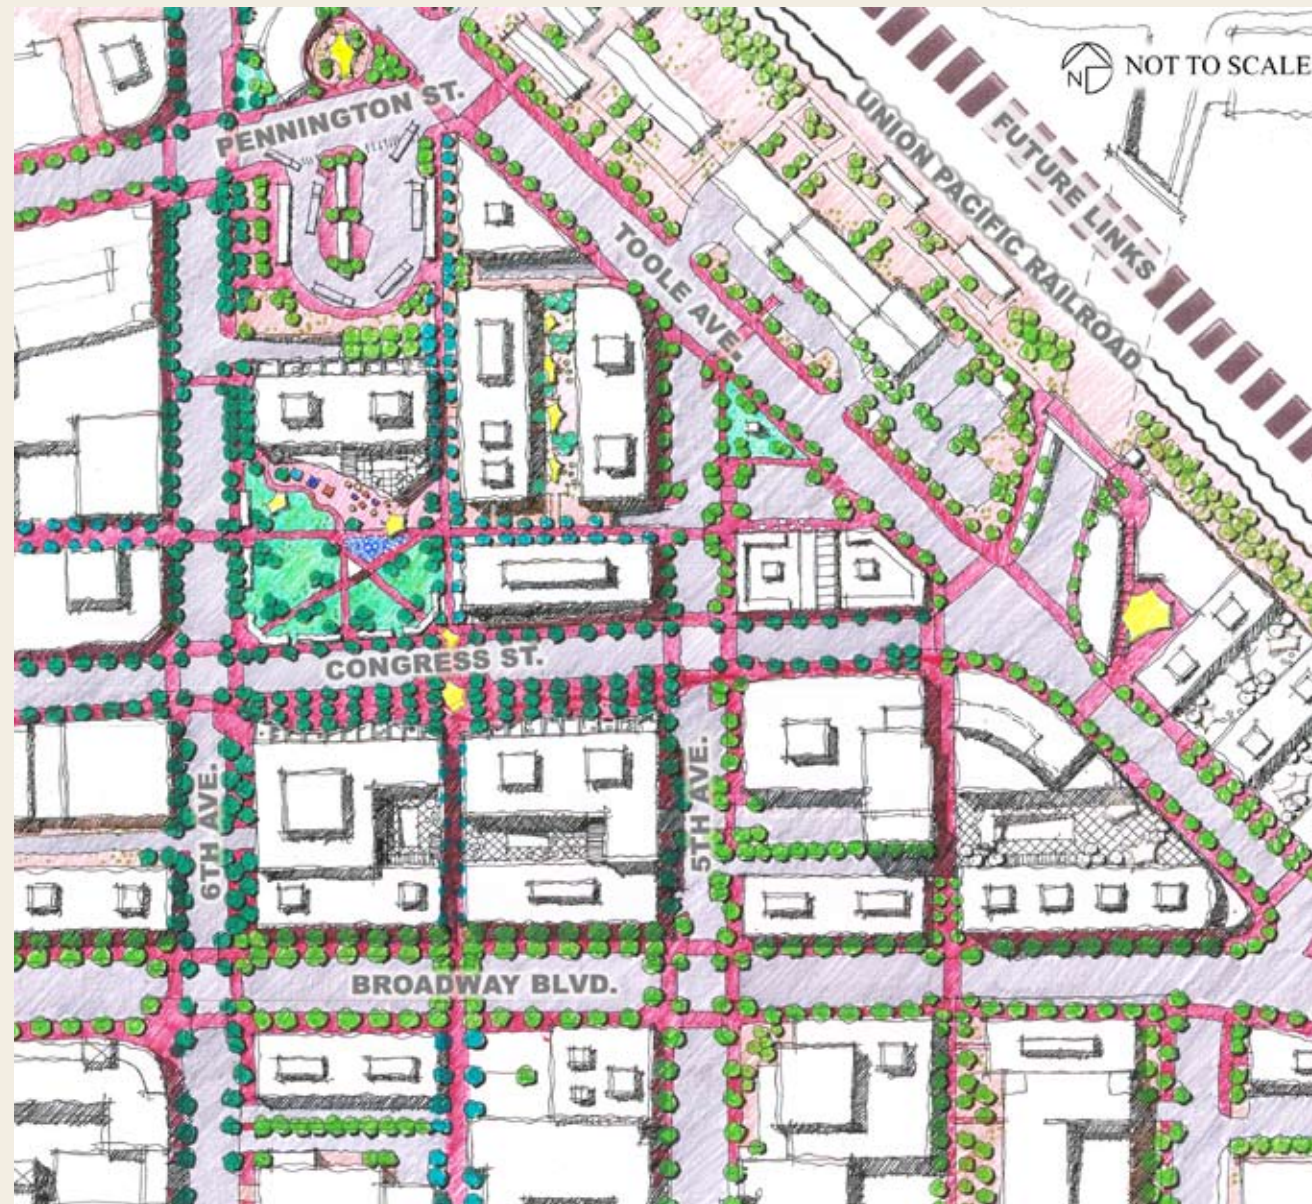 N
NOT TO SCALE
PENNINGTON ST.
UNION PACIFIC RAILROAD
FUTURE LINKS
TOOLE AVE.
CONGRESS ST.
6TH AVE.
5TH AVE.
BROADWAY BLVD.